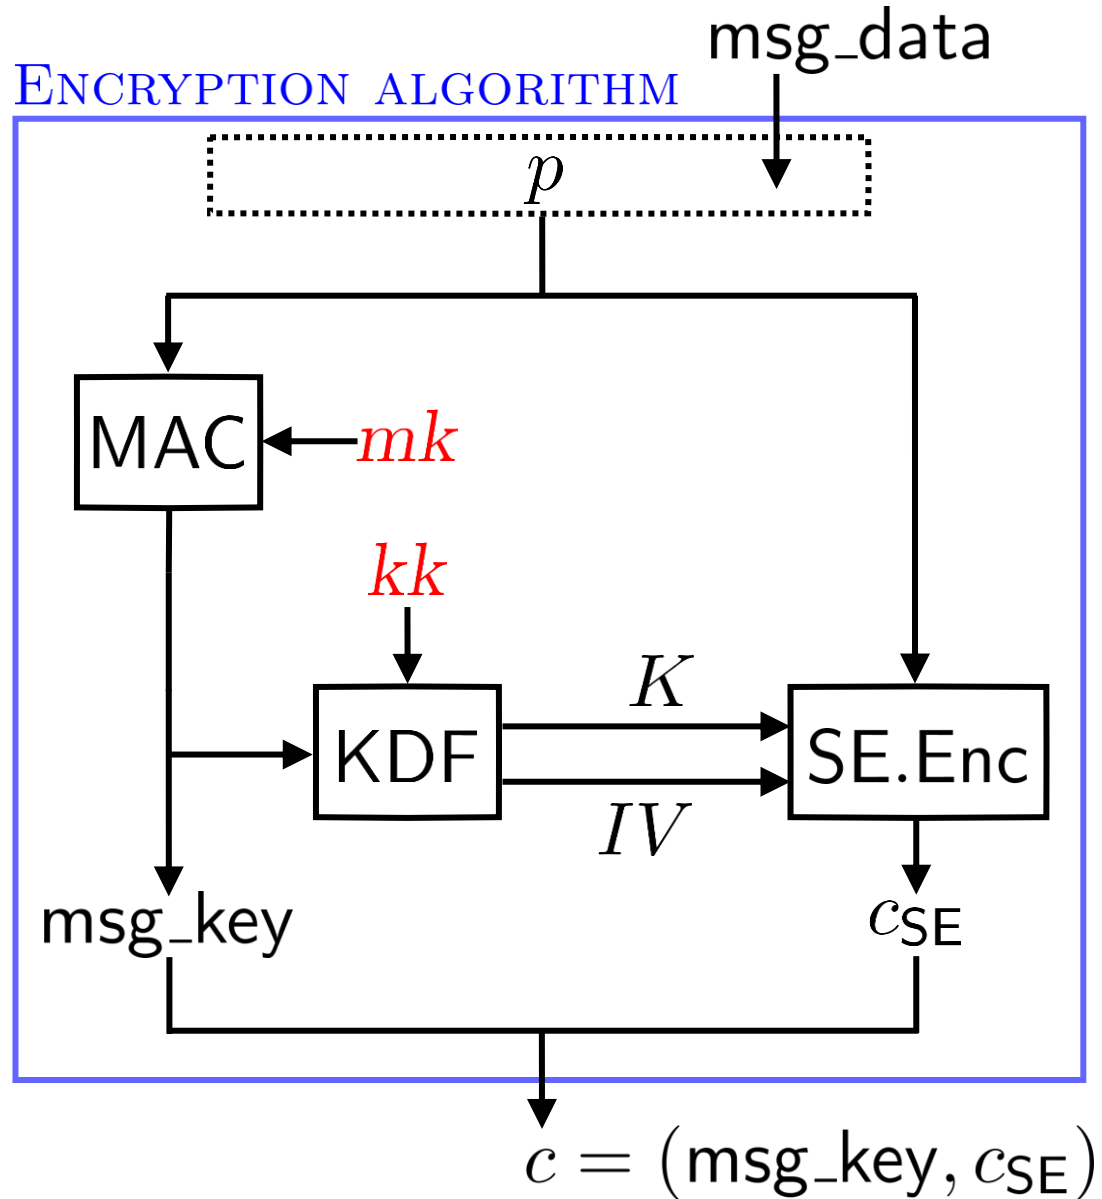 msg_data
ENCRYPTION ALGORITHM
p
MAC
mk
kk
K
KDF
SE.Enc
IV
msg_key
c_SE
c = (msg_key, c_SE)